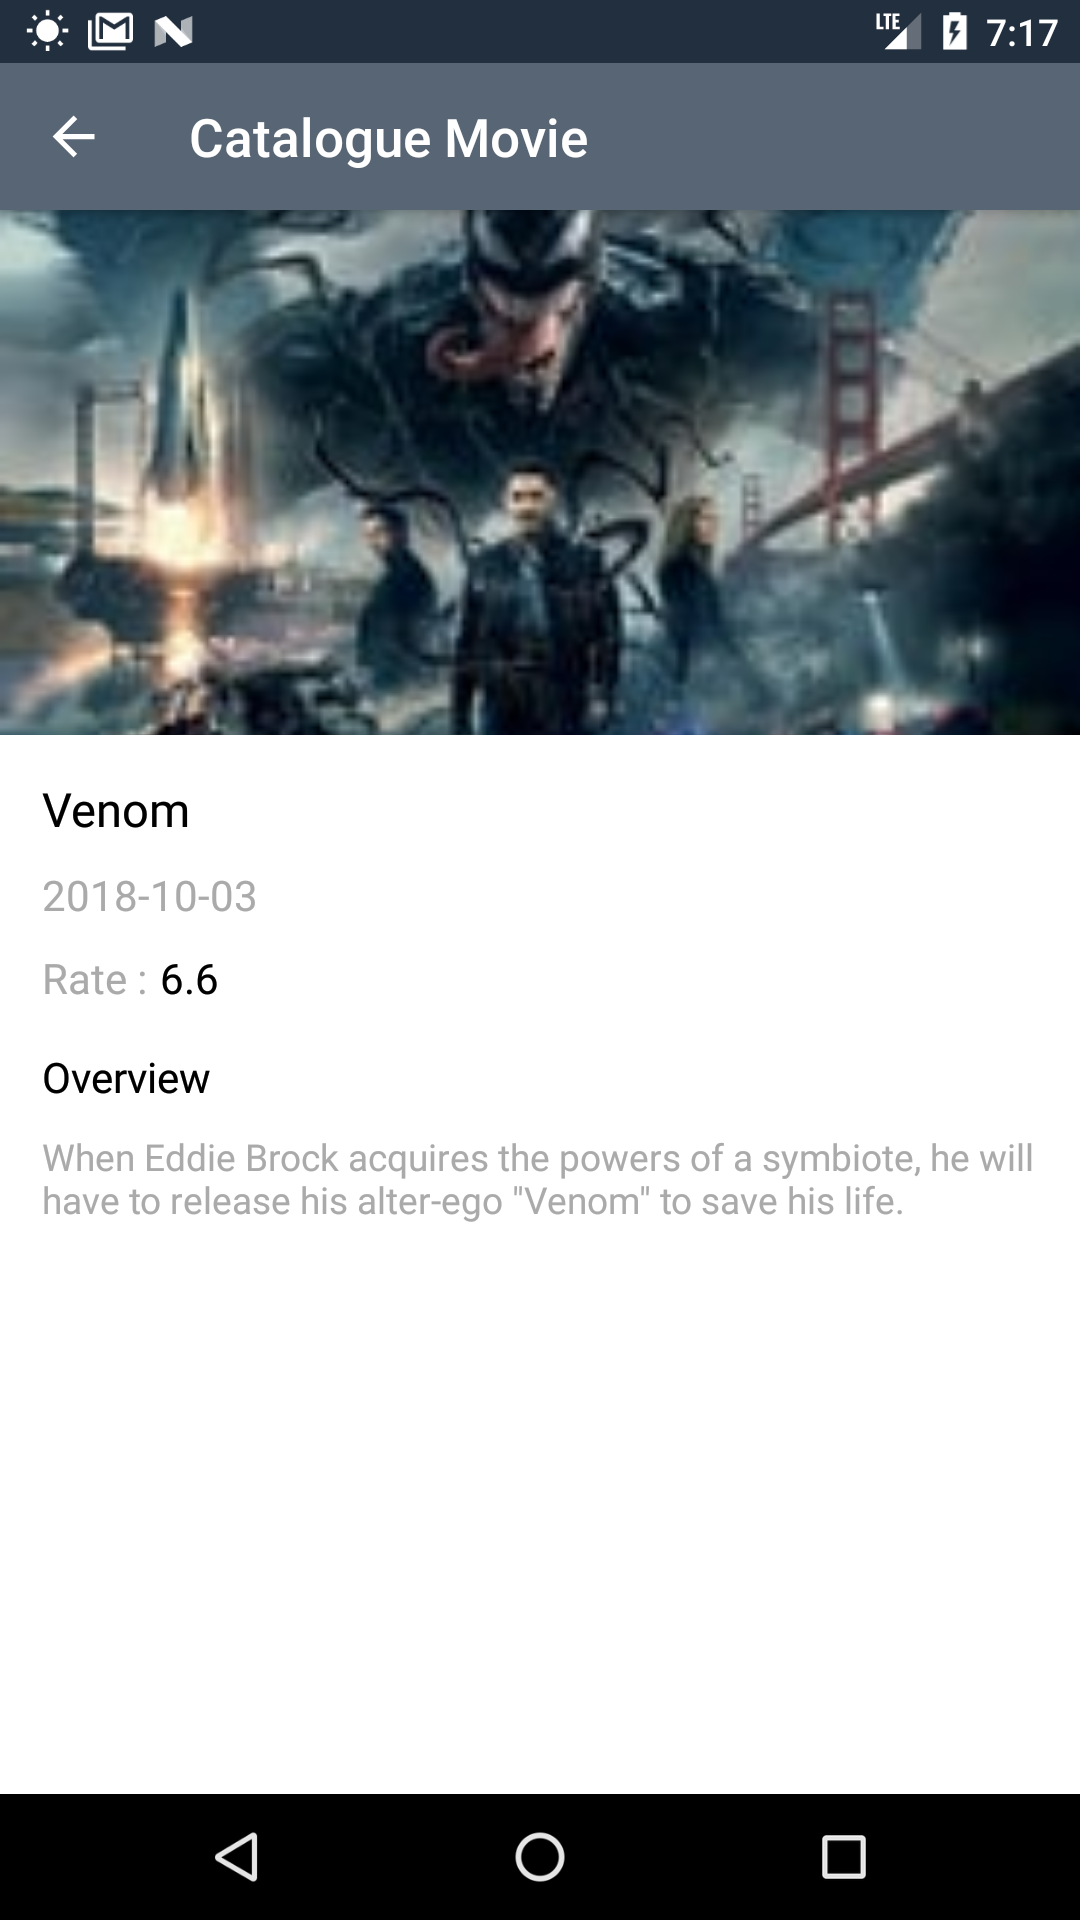 LTE 7:17
Catalogue Movie
Venom
2018-10-03
Rate : 6.6
Overview
When Eddie Brock acquires the powers of a symbiote, he will
have to release his alter-ego "Venom" to save his life.